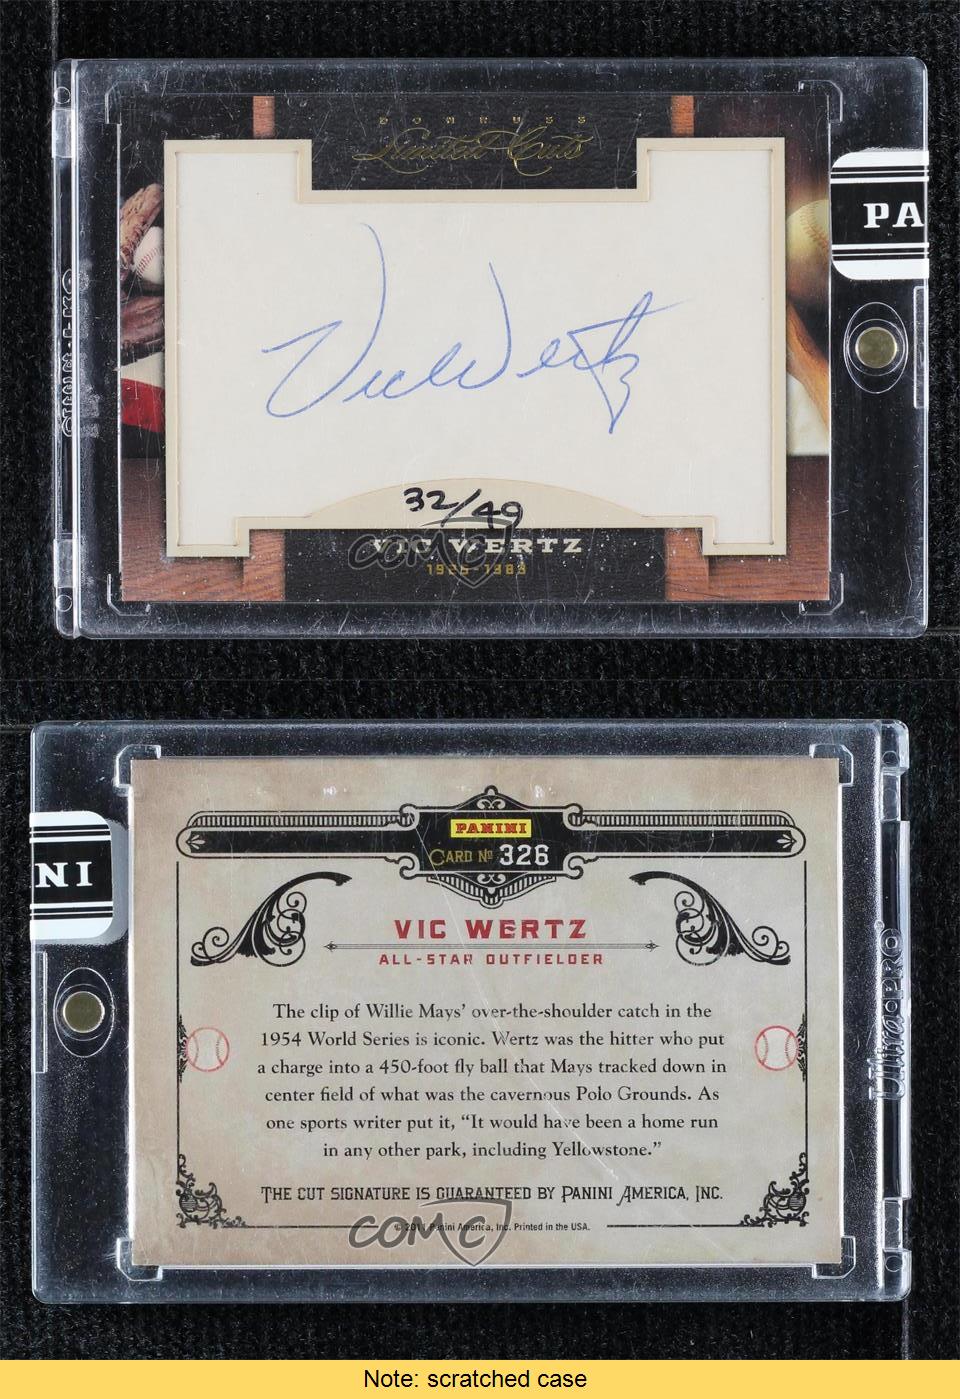 DONRUSS
Limited Cuts
PA
Vic Wertz
32/49
VIC WERTZ
1925-1983
COMC
NI
PANINI
CARD Nº 326
VIC WERTZ
ALL-STAR OUTFIELDER
The clip of Willie Mays' over-the-shoulder catch in the
1954 World Series is iconic. Wertz was the hitter who put
a charge into a 450-foot fly ball that Mays tracked down in
center field of what was the cavernous Polo Grounds. As
one sports writer put it, “It would have been a home run
in any other park, including Yellowstone.”
THE CUT SIGNATURE IS GUARANTEED BY PANINI AMERICA, INC.
© 2011 Panini America, Inc. Printed in the USA.
COMC
Ultra·PRO
Note: scratched case